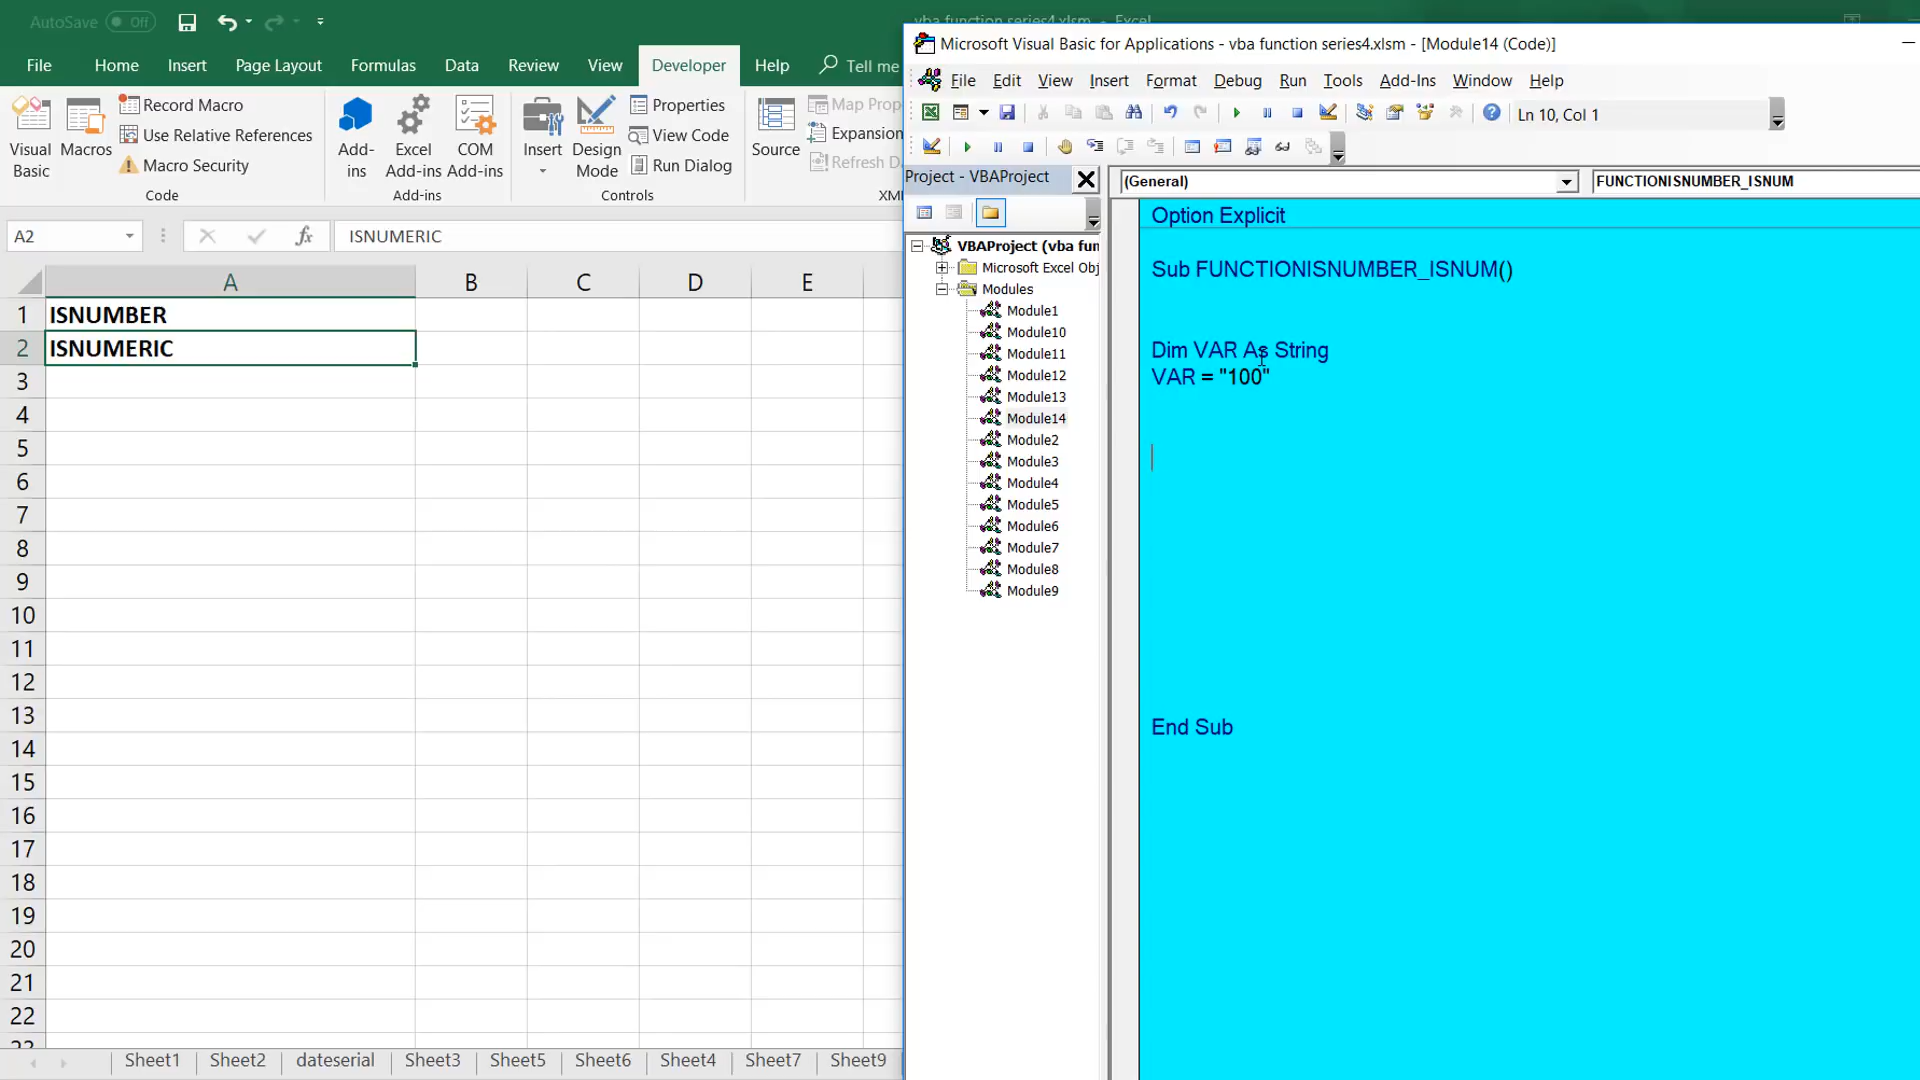 AutoSave Off
vba function series4.xlsm - Excel
File Home Insert Page Layout Formulas Data Review View Developer Help Tell me
Visual Basic
Macros
Record Macro
Use Relative References
Macro Security
Code
Add-ins
Excel Add-ins
COM Add-ins
Add-ins
Insert
Design Mode
Properties
View Code
Run Dialog
Controls
Source
Map Prop
Expansion
Refresh D
XML
A2
fx
ISNUMERIC
A B C D E
1 ISNUMBER
2 ISNUMERIC
3
4
5
6
7
8
9
10
11
12
13
14
15
16
17
18
19
20
21
22
Sheet1 Sheet2 dateserial Sheet3 Sheet5 Sheet6 Sheet4 Sheet7 Sheet9
Microsoft Visual Basic for Applications - vba function series4.xlsm - [Module14 (Code)]
File Edit View Insert Format Debug Run Tools Add-Ins Window Help
Ln 10, Col 1
Project - VBAProject
VBAProject (vba fun
Microsoft Excel Obj
Modules
Module1
Module10
Module11
Module12
Module13
Module14
Module2
Module3
Module4
Module5
Module6
Module7
Module8
Module9
(General)
FUNCTIONISNUMBER_ISNUM
Option Explicit
Sub FUNCTIONISNUMBER_ISNUM()
Dim VAR As String
VAR = "100"
End Sub